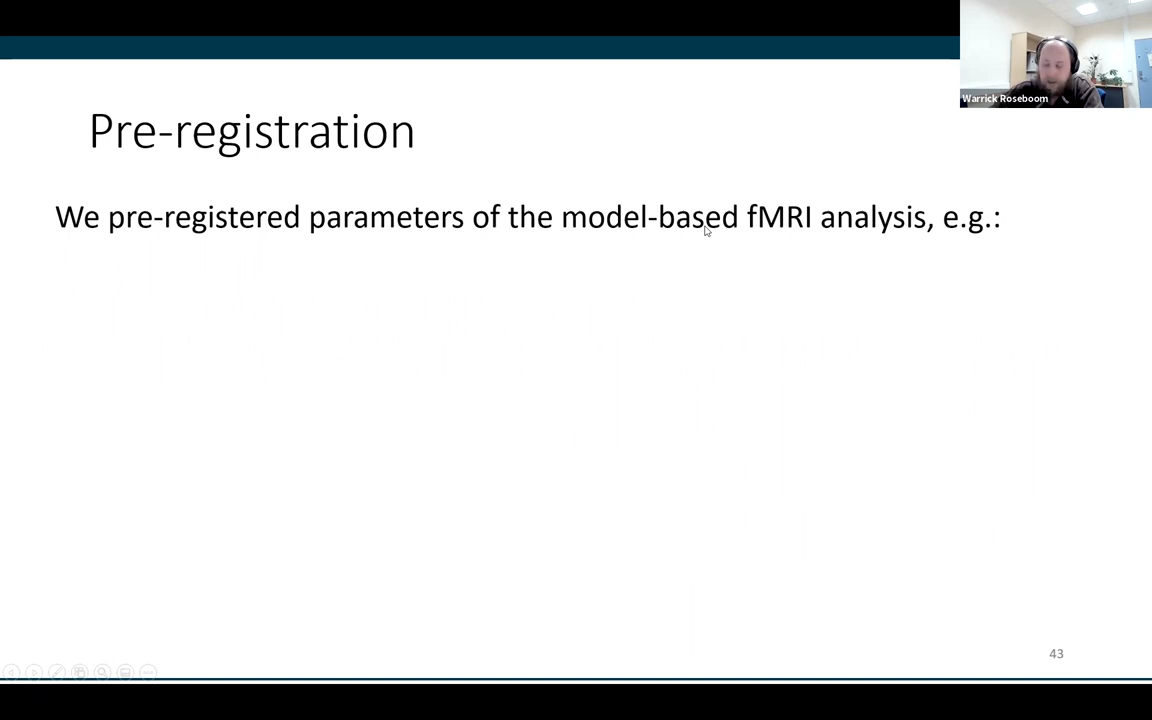 Warrick Roseboom
Pre-registration
We pre-registered parameters of the model-based fMRI analysis, e.g.:
43